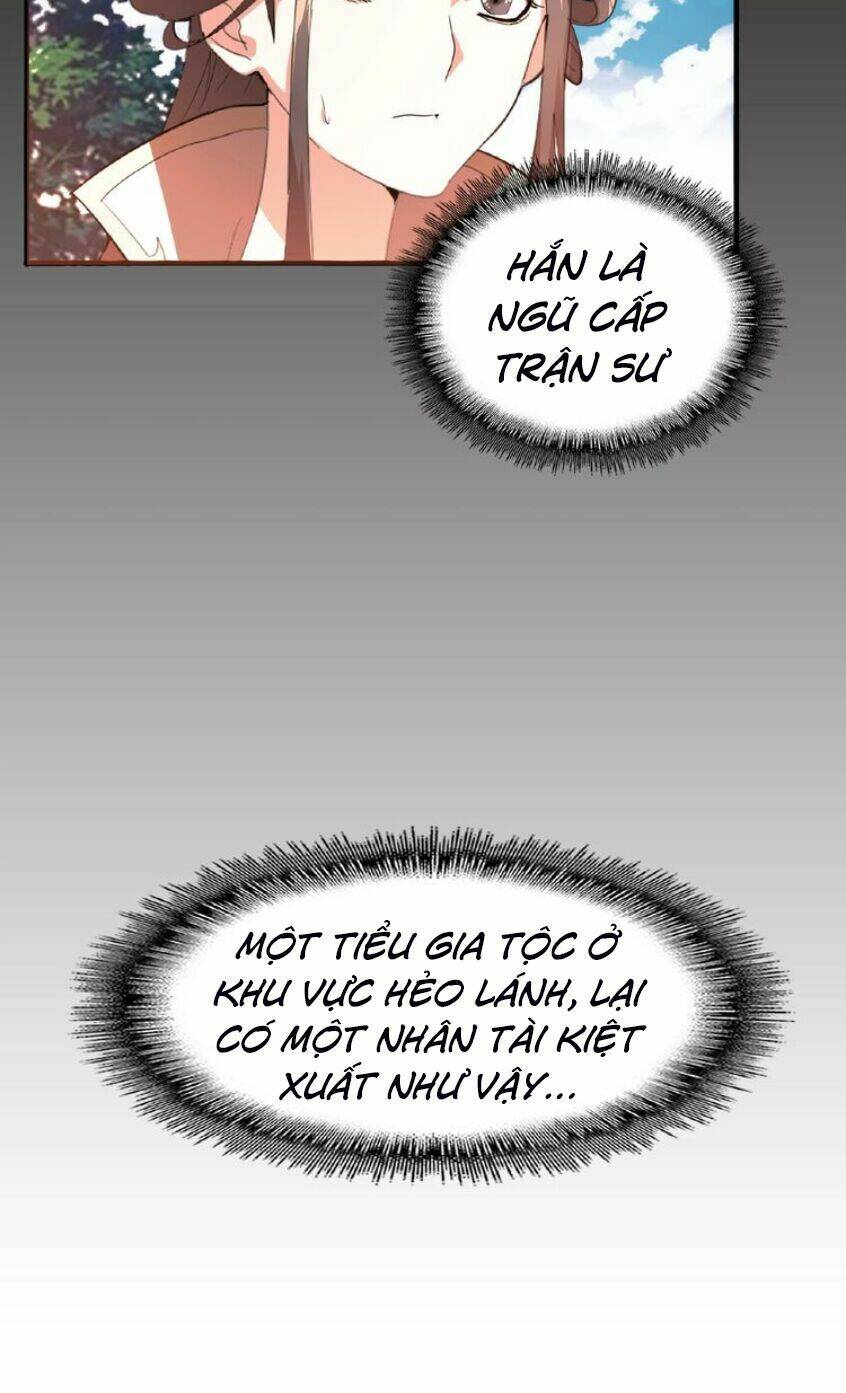 HẮN LÀ
NGŨ CẤP
TRẬN SƯ
MỘT TIỂU GIA TỘC Ở
KHU VỰC HẺO LÁNH, LẠI
CÓ MỘT NHÂN TÀI KIỆT
XUẤT NHƯ VẬY...